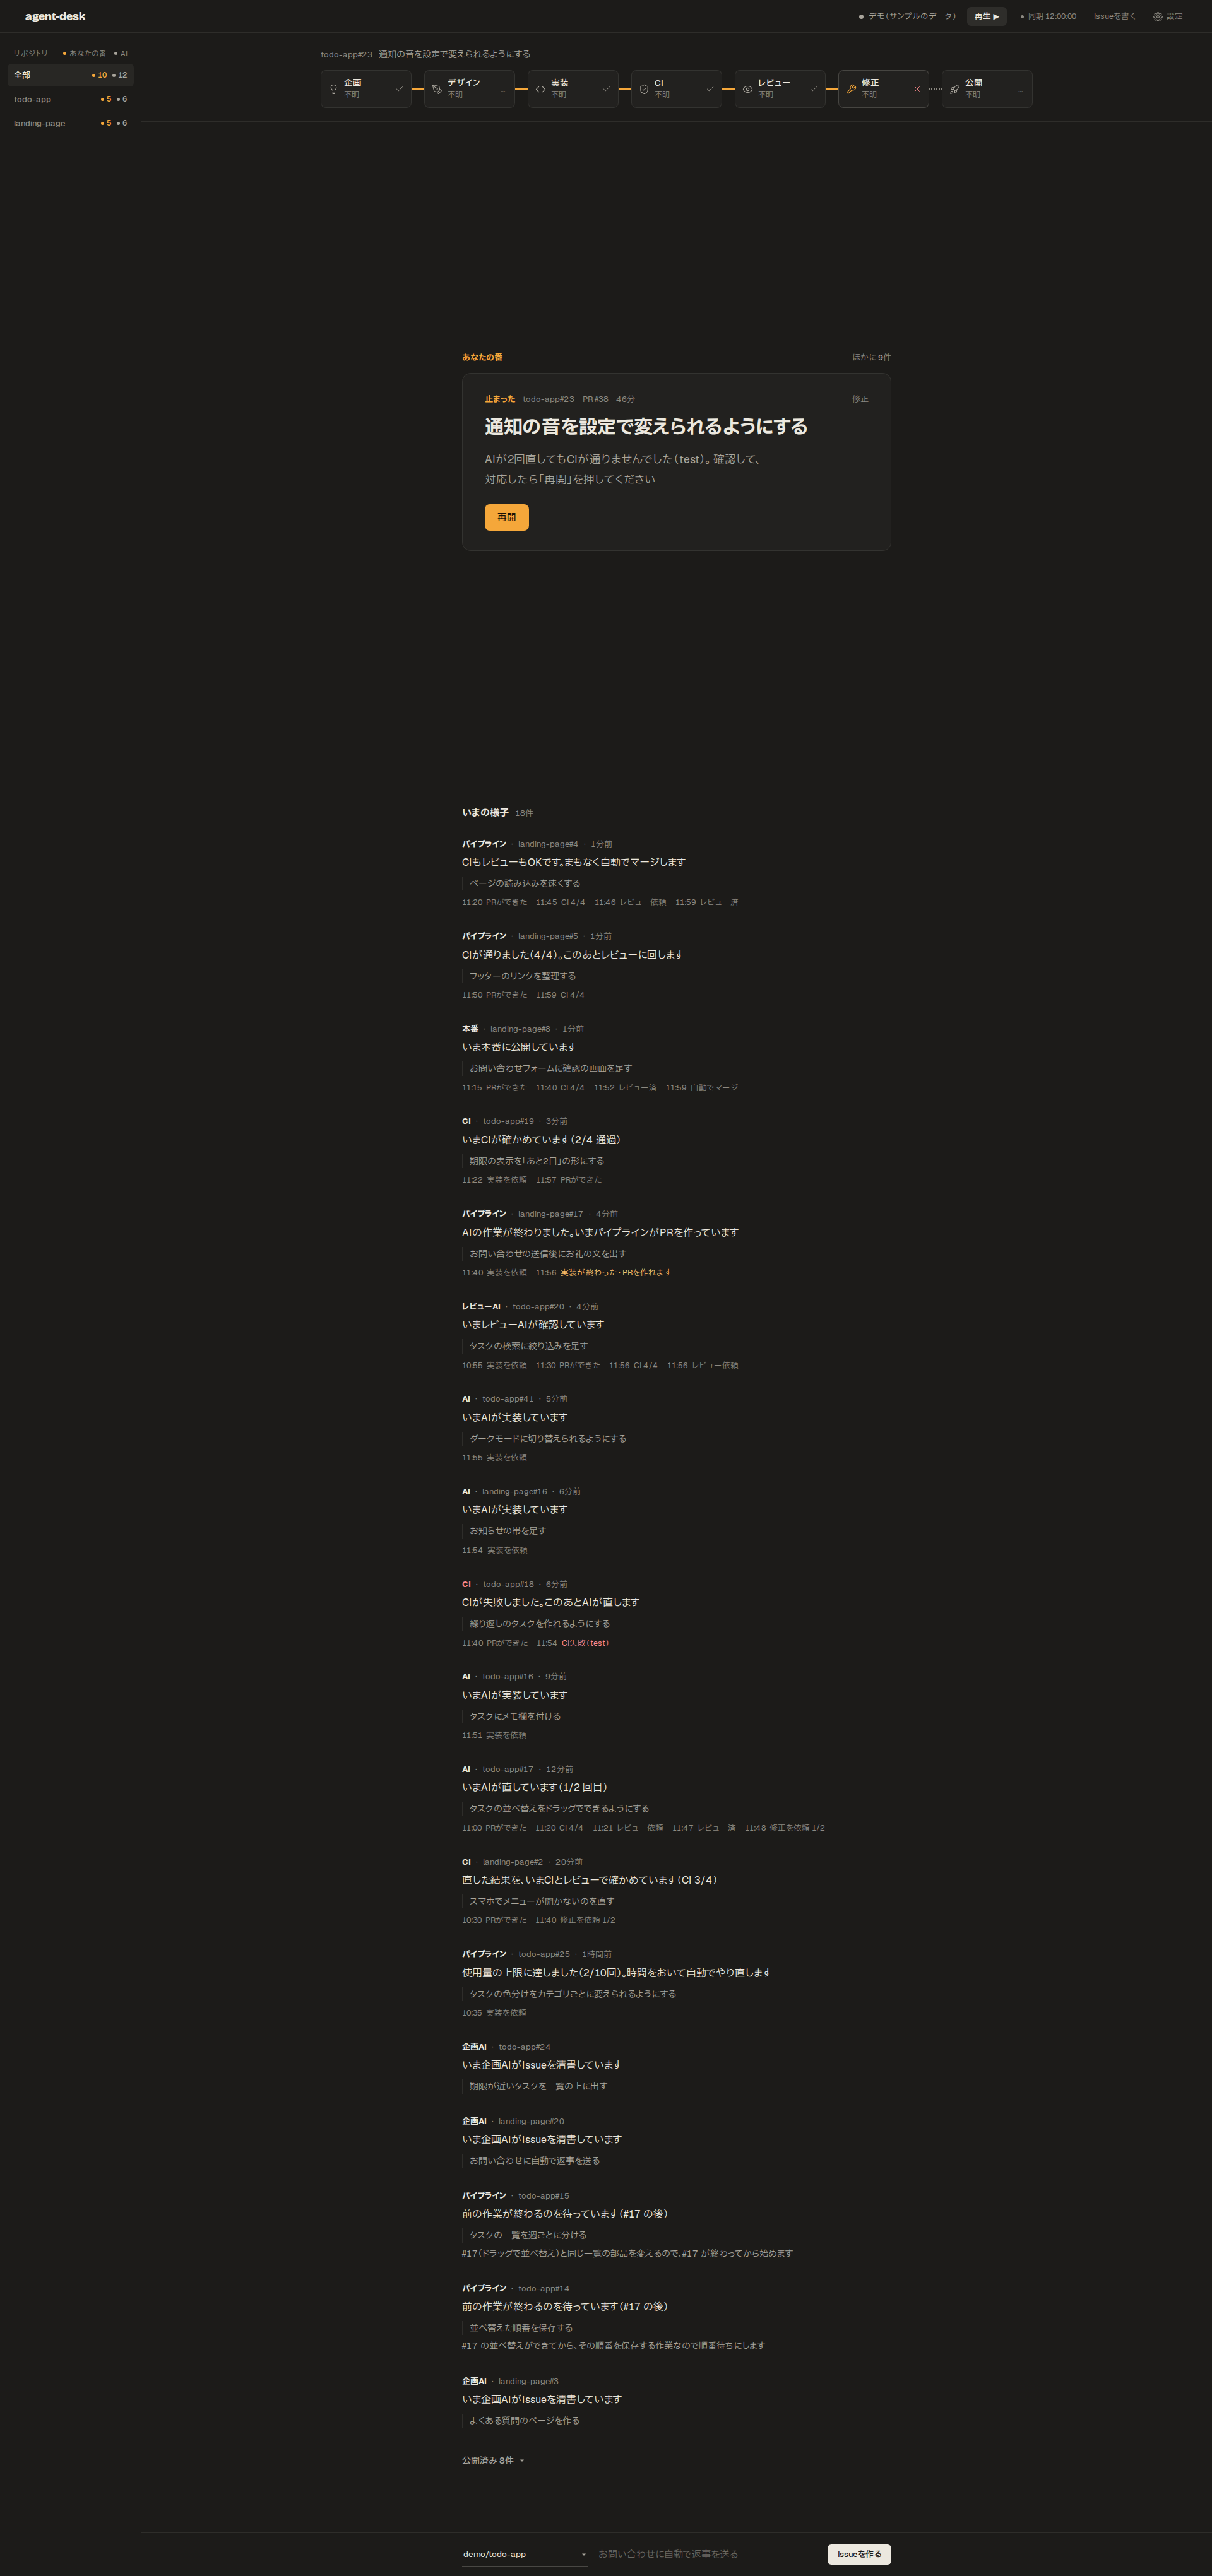 agent-desk
デモ（サンプルのデータ）
再生 ▶
同期 12:00:00
Issueを書く
設定
リポジトリ
あなたの番
AI
全部 10 12
todo-app 5 6
landing-page 5 6
todo-app#23 通知の音を設定で変えられるようにする
企画
不明
デザイン
不明
–
実装
不明
CI
不明
レビュー
不明
修正
不明
公開
不明
–
あなたの番
ほかに9件
止まった todo-app#23 PR#38 46分
修正
通知の音を設定で変えられるようにする
AIが2回直してもCIが通りませんでした（test）。確認して、
対応したら「再開」を押してください
再開
いまの様子 18件
パイプライン · landing-page#4 · 1分前
CIもレビューもOKです。まもなく自動でマージします
ページの読み込みを速くする
11:20 PRができた 11:45 CI 4/4 11:46 レビュー依頼 11:59 レビュー済
パイプライン · landing-page#5 · 1分前
CIが通りました（4/4）。このあとレビューに回します
フッターのリンクを整理する
11:50 PRができた 11:59 CI 4/4
本番 · landing-page#8 · 1分前
いま本番に公開しています
お問い合わせフォームに確認の画面を足す
11:15 PRができた 11:40 CI 4/4 11:52 レビュー済 11:59 自動でマージ
CI · todo-app#19 · 3分前
いまCIが確かめています（2/4 通過）
期限の表示を「あと2日」の形にする
11:22 実装を依頼 11:57 PRができた
パイプライン · landing-page#17 · 4分前
AIの作業が終わりました。いまパイプラインがPRを作っています
お問い合わせの送信後にお礼の文を出す
11:40 実装を依頼 11:56 実装が終わった · PRを作れます
レビューAI · todo-app#20 · 4分前
いまレビューAIが確認しています
タスクの検索に絞り込みを足す
10:55 実装を依頼 11:30 PRができた 11:56 CI 4/4 11:56 レビュー依頼
AI · todo-app#41 · 5分前
いまAIが実装しています
ダークモードに切り替えられるようにする
11:55 実装を依頼
AI · landing-page#16 · 6分前
いまAIが実装しています
お知らせの帯を足す
11:54 実装を依頼
CI · todo-app#18 · 6分前
CIが失敗しました。このあとAIが直します
繰り返しのタスクを作れるようにする
11:40 PRができた 11:54 CI失敗（test）
AI · todo-app#16 · 9分前
いまAIが実装しています
タスクにメモ欄を付ける
11:51 実装を依頼
AI · todo-app#17 · 12分前
いまAIが直しています（1/2 回目）
タスクの並べ替えをドラッグでできるようにする
11:00 PRができた 11:20 CI 4/4 11:21 レビュー依頼 11:47 レビュー済 11:48 修正を依頼 1/2
CI · landing-page#2 · 20分前
直した結果を、いまCIとレビューで確かめています（CI 3/4）
スマホでメニューが開かないのを直す
10:30 PRができた 11:40 修正を依頼 1/2
パイプライン · todo-app#25 · 1時間前
使用量の上限に達しました（2/10回）。時間をおいて自動でやり直します
タスクの色分けをカテゴリごとに変えられるようにする
10:35 実装を依頼
企画AI · todo-app#24
いま企画AIがIssueを清書しています
期限が近いタスクを一覧の上に出す
企画AI · landing-page#20
いま企画AIがIssueを清書しています
お問い合わせに自動で返事を送る
パイプライン · todo-app#15
前の作業が終わるのを待っています（#17 の後）
タスクの一覧を週ごとに分ける
#17（ドラッグで並べ替え）と同じ一覧の部品を変えるので、#17 が終わってから始めます
パイプライン · todo-app#14
前の作業が終わるのを待っています（#17 の後）
並べ替えた順番を保存する
#17 の並べ替えができてから、その順番を保存する作業なので順番待ちにします
企画AI · landing-page#3
いま企画AIがIssueを清書しています
よくある質問のページを作る
公開済み 8件
demo/todo-app
お問い合わせに自動で返事を送る
Issueを作る